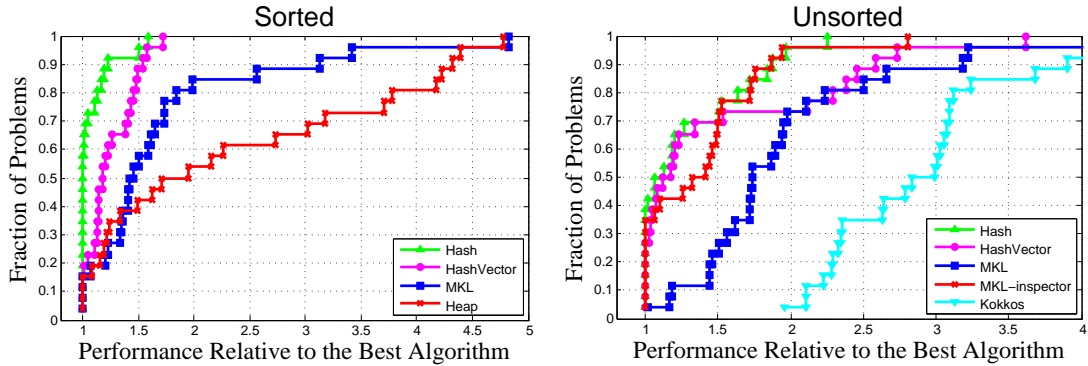 Sorted
Fraction of Problems
1
0.9
0.8
0.7
0.6
0.5
0.4
0.3
0.2
0.1
0
1
1.5
2
2.5
3
3.5
4
4.5
5
Hash
HashVector
MKL
Heap
Performance Relative to the Best Algorithm
Unsorted
Fraction of Problems
1
0.9
0.8
0.7
0.6
0.5
0.4
0.3
0.2
0.1
0
1
1.5
2
2.5
3
3.5
4
Hash
HashVector
MKL
MKL−inspector
Kokkos
Performance Relative to the Best Algorithm